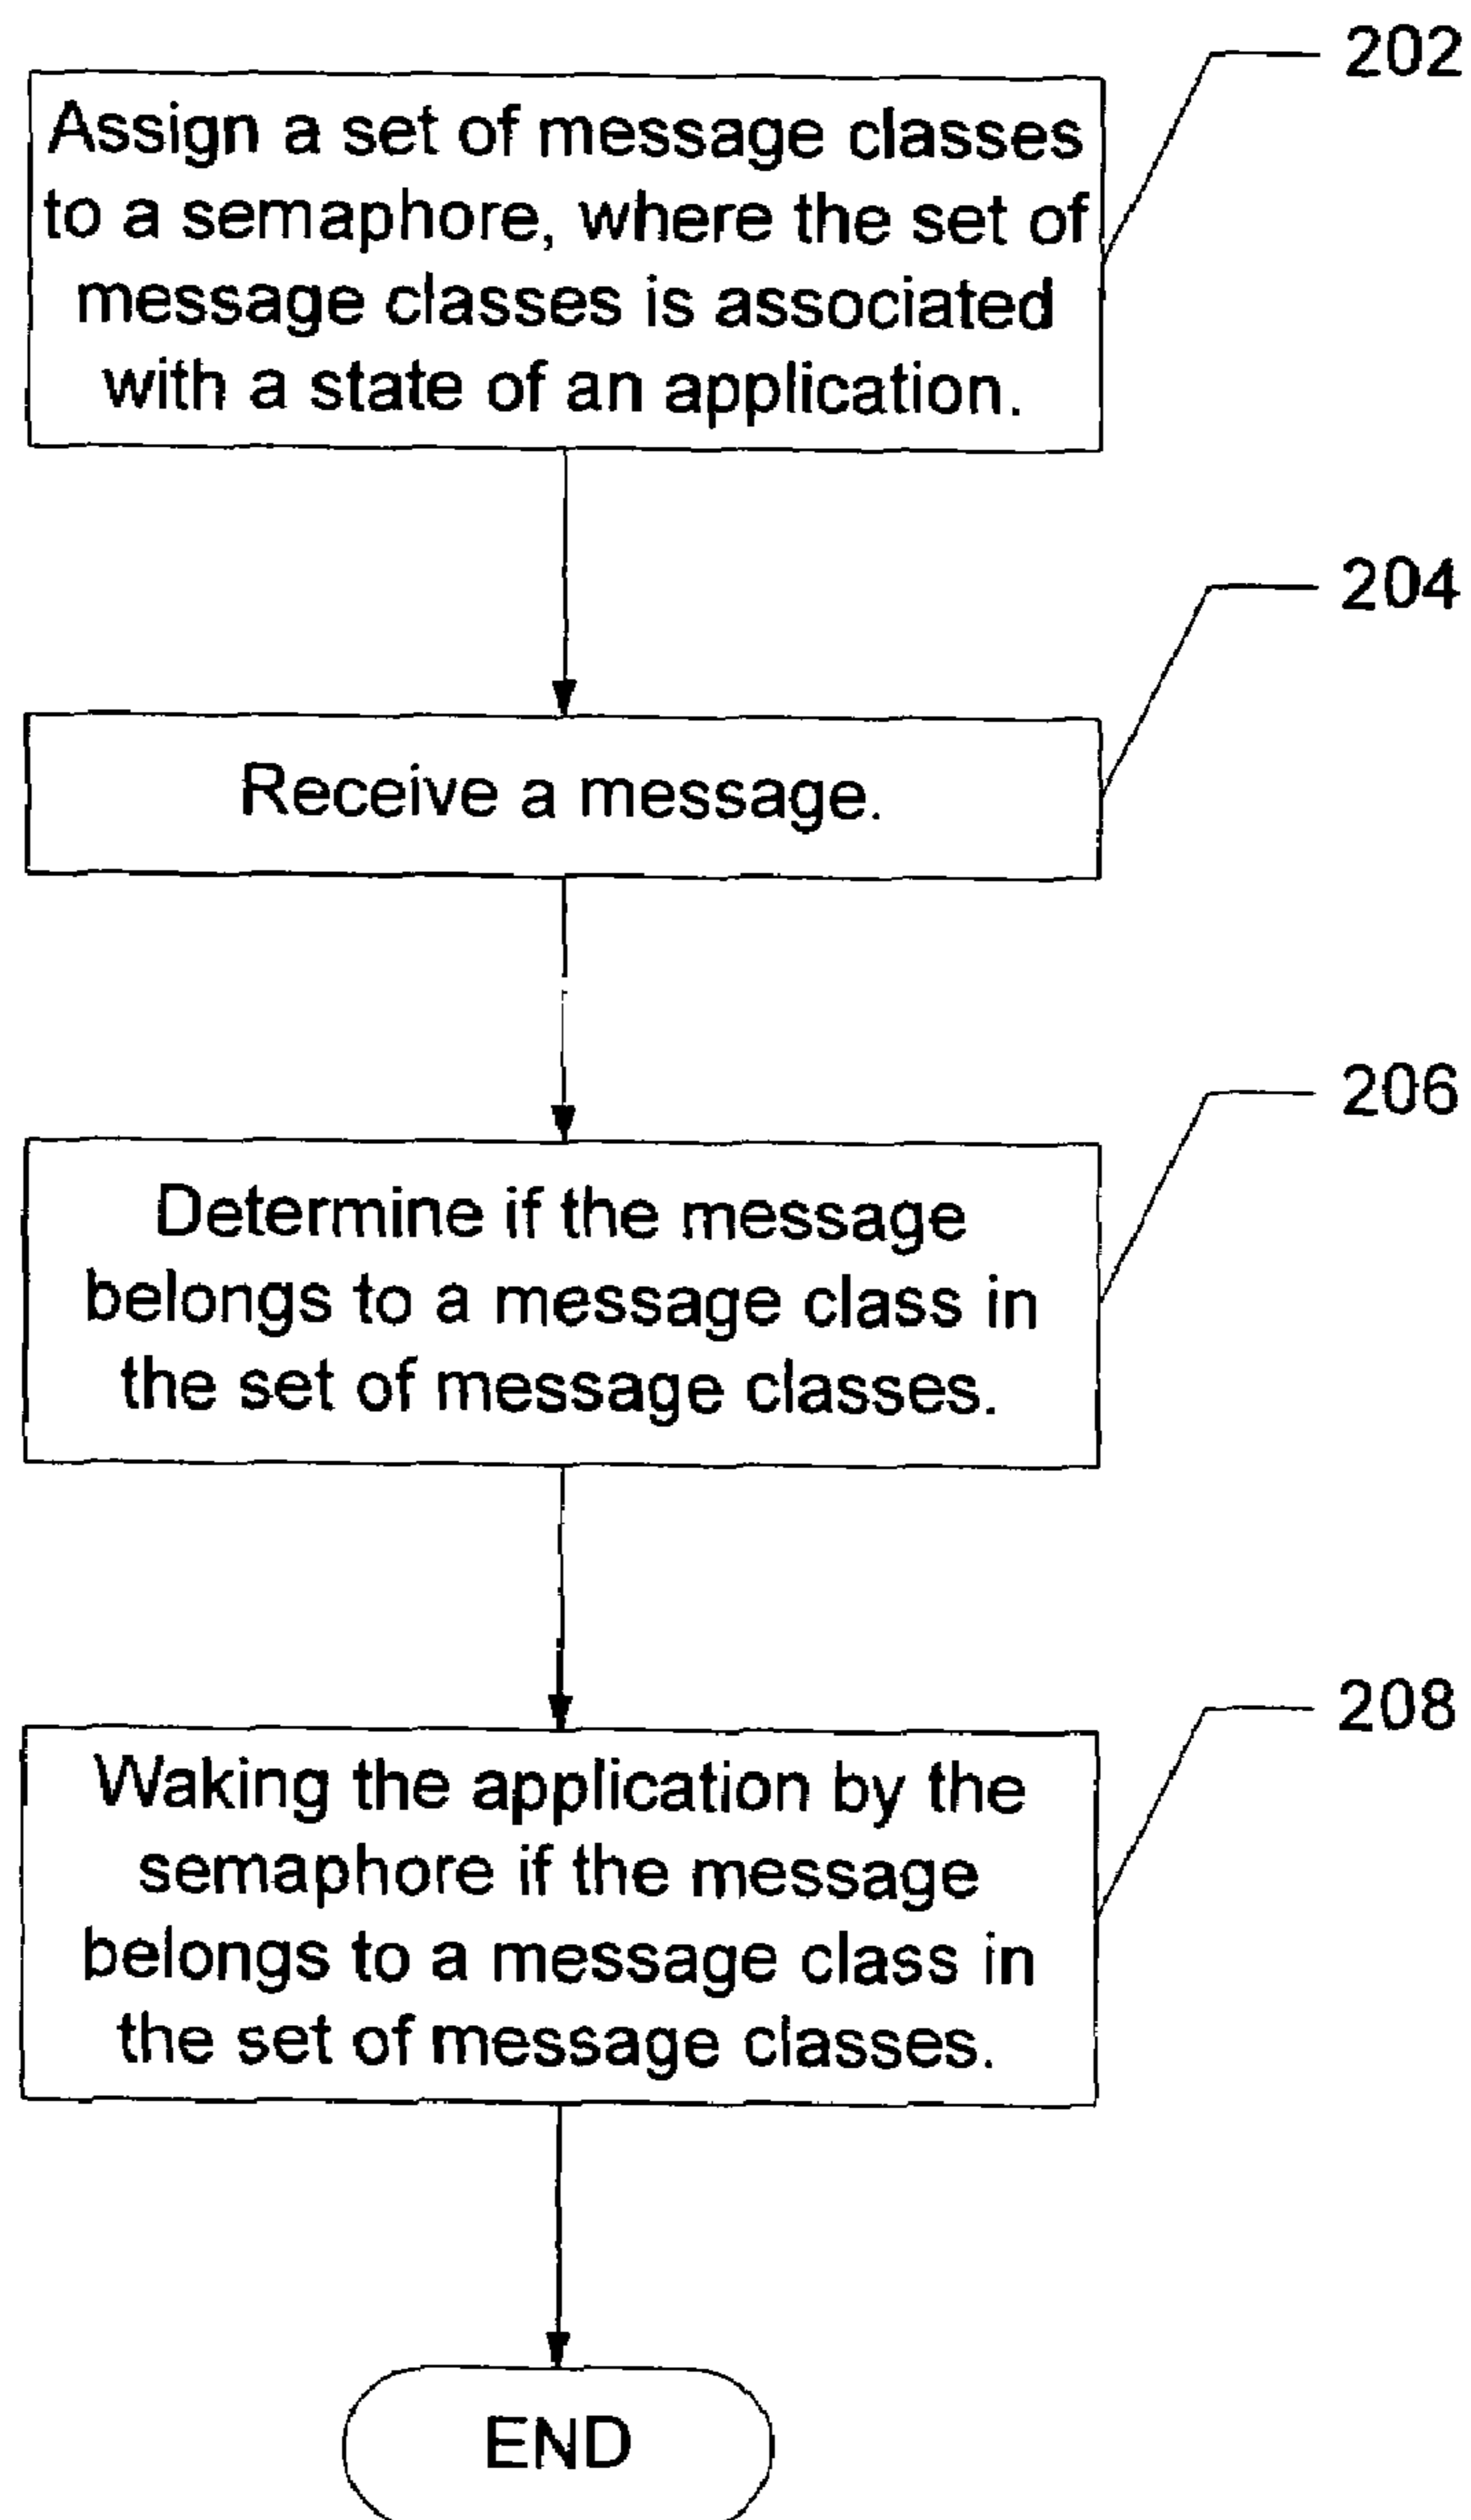 202
Assign a set of message classes
to a semaphore, where the set of
message classes is associated
with a state of an application.
204
Receive a message.
206
Determine if the message
belongs to a message class in
the set of message classes.
208
Waking the application by the
semaphore if the message
belongs to a message class in
the set of message classes.
END